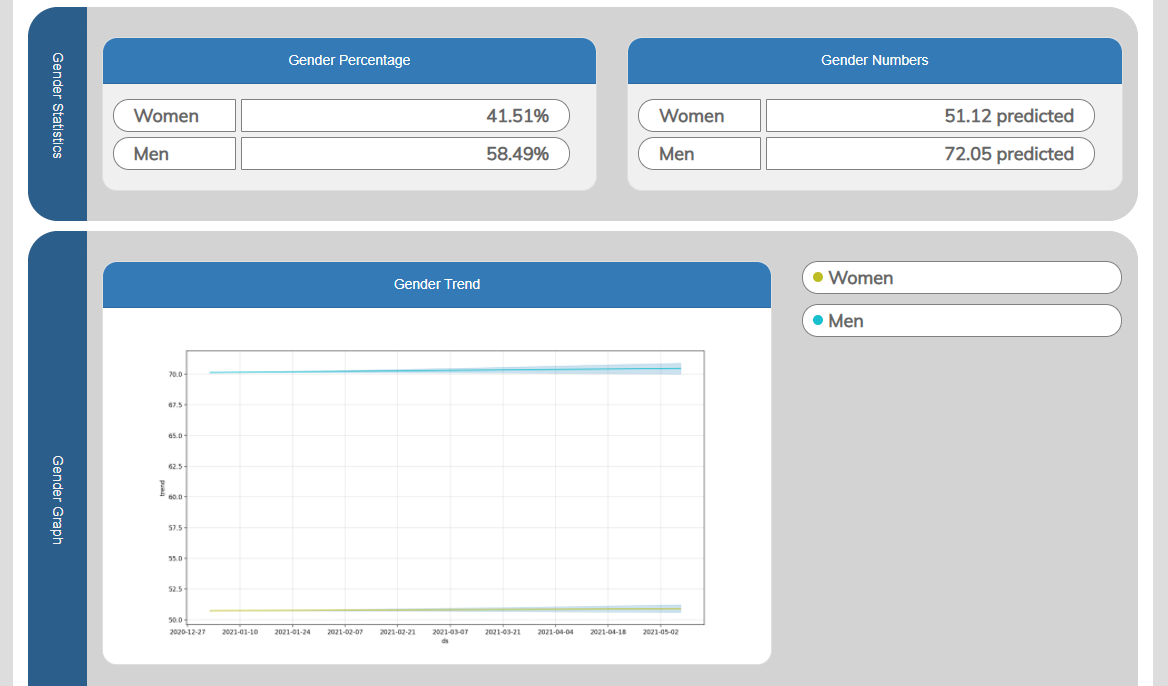 Gender Statistics
Gender Percentage
Women 41.51%
Men 58.49%
Gender Numbers
Women 51.12 predicted
Men 72.05 predicted
Gender Graph
Gender Trend
Women
Men
trend
70.0
67.5
65.0
62.5
60.0
57.5
55.0
52.5
50.0
2020-12-27 2021-01-10 2021-01-24 2021-02-07 2021-02-21 2021-03-07 2021-03-21 2021-04-04 2021-04-18 2021-05-02
ds